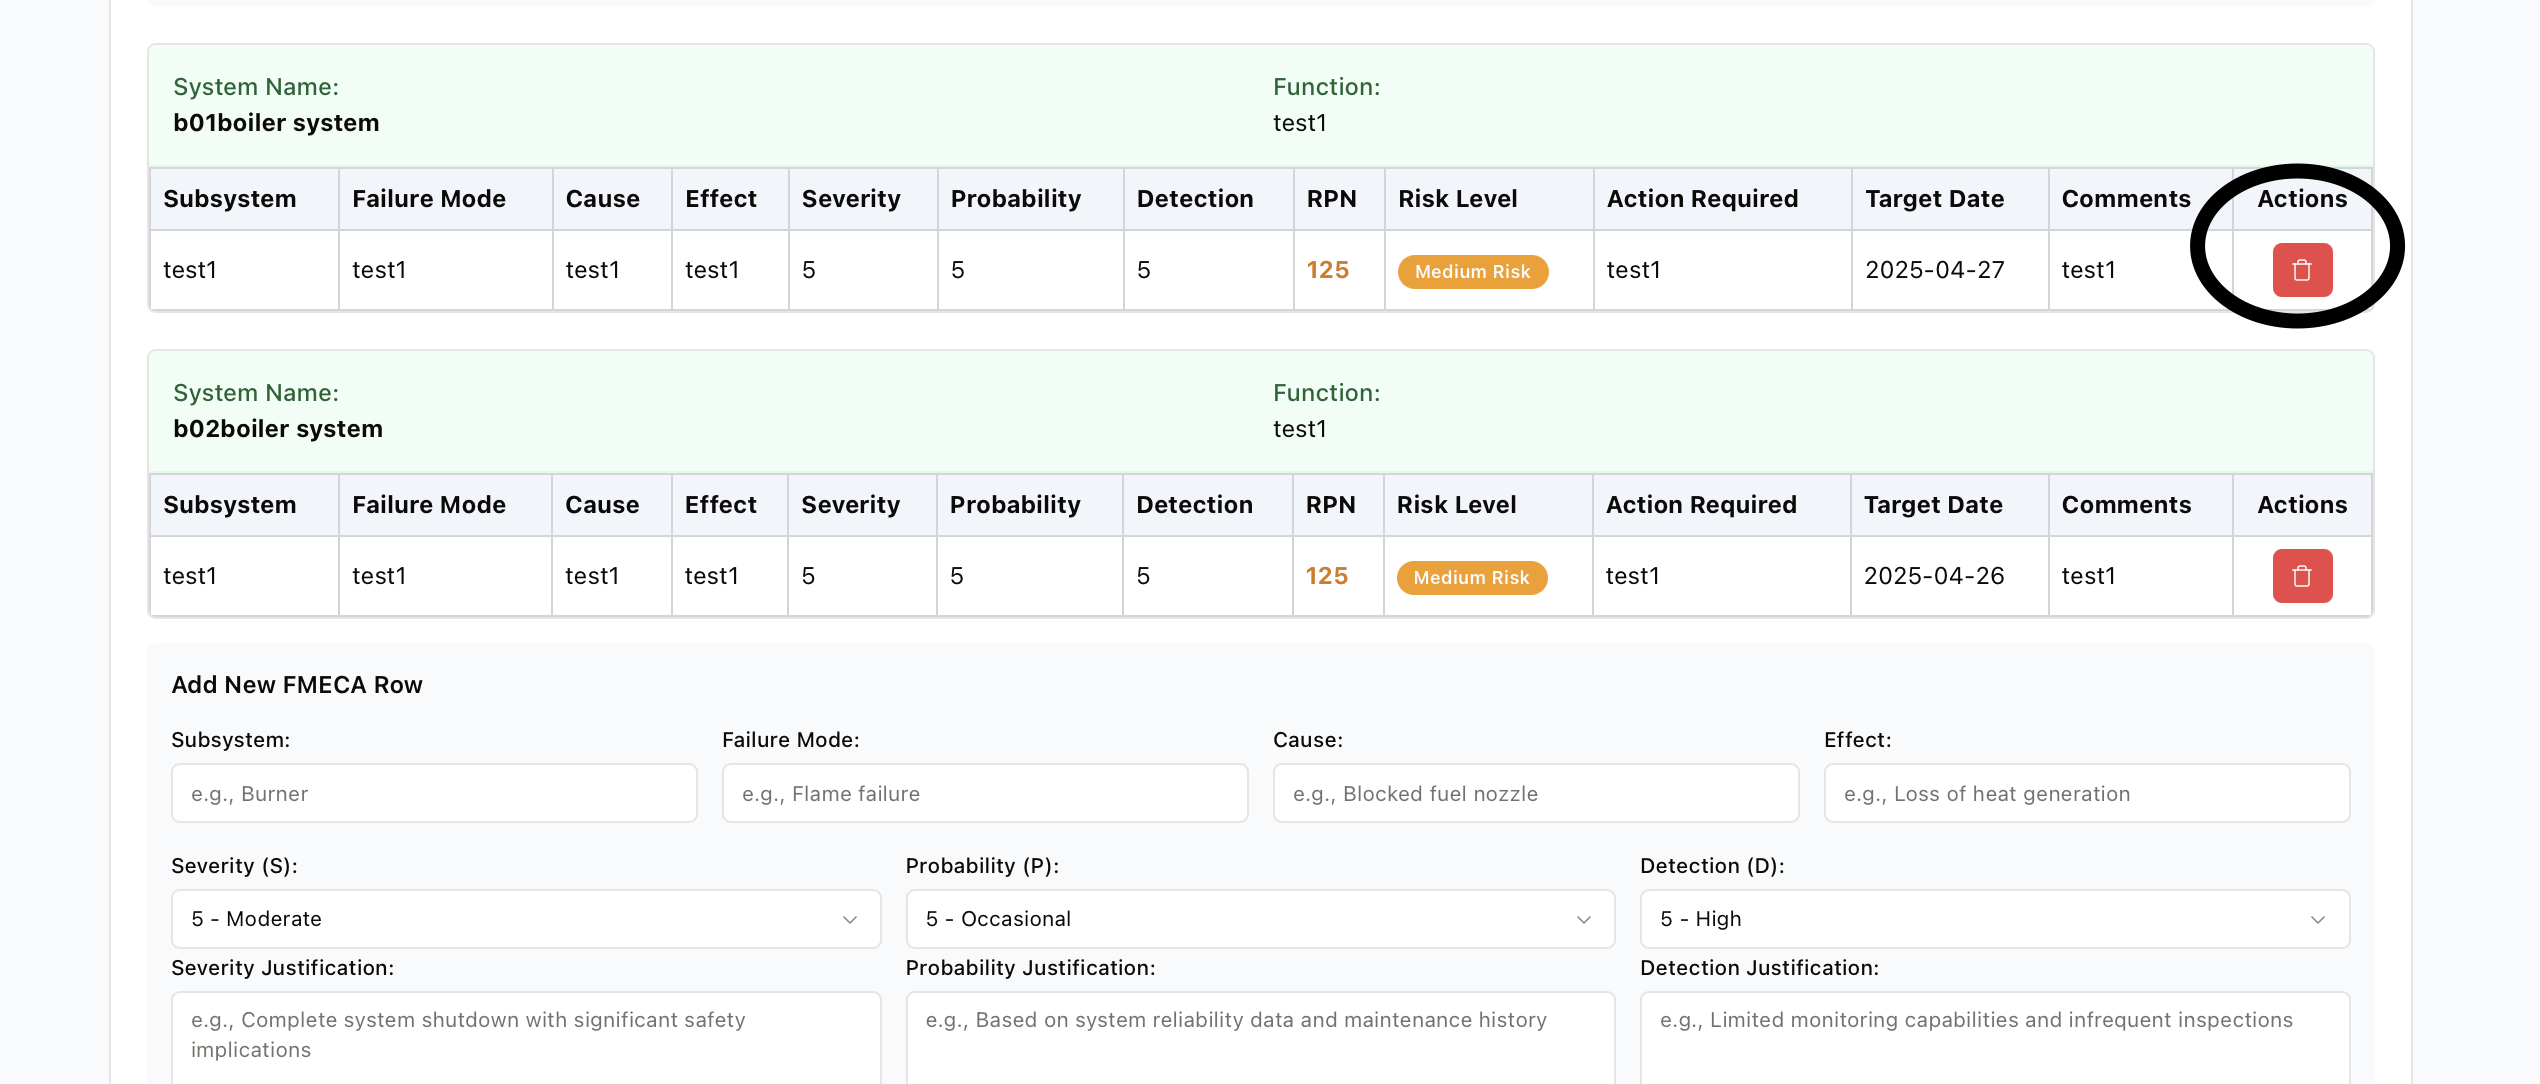 System Name: Function:
b01boiler system test1
Subsystem Failure Mode Cause Effect Severity Probability Detection RPN Risk Level Action Required Target Date Comments Actions
test1 test1 test1 test1 5 5 5 125 Medium Risk test1 2025-04-27 test1
System Name: Function:
b02boiler system test1
Subsystem Failure Mode Cause Effect Severity Probability Detection RPN Risk Level Action Required Target Date Comments Actions
test1 test1 test1 test1 5 5 5 125 Medium Risk test1 2025-04-26 test1
Add New FMECA Row
Subsystem: Failure Mode: Cause: Effect:
e.g., Burner e.g., Flame failure e.g., Blocked fuel nozzle e.g., Loss of heat generation
Severity (S): Probability (P): Detection (D):
5 - Moderate 5 - Occasional 5 - High
Severity Justification: Probability Justification: Detection Justification:
e.g., Complete system shutdown with significant safety e.g., Based on system reliability data and maintenance history e.g., Limited monitoring capabilities and infrequent inspections
implications